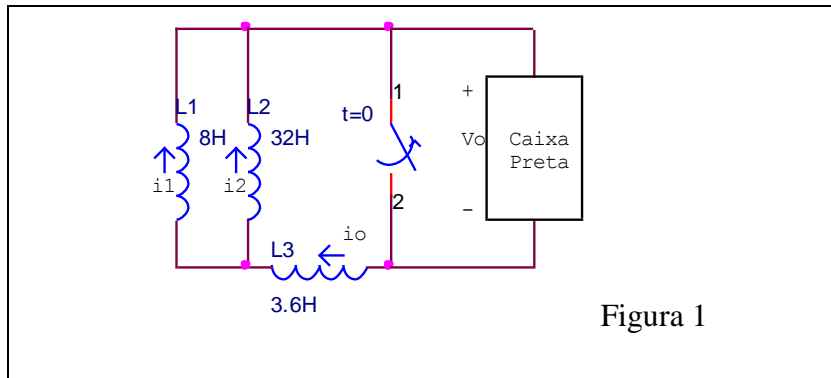 1
+
L1
L2
t=0
8H
32H
Vo
Caixa
Preta
i1
i2
2
-
L3
io
3.6H
Figura 1